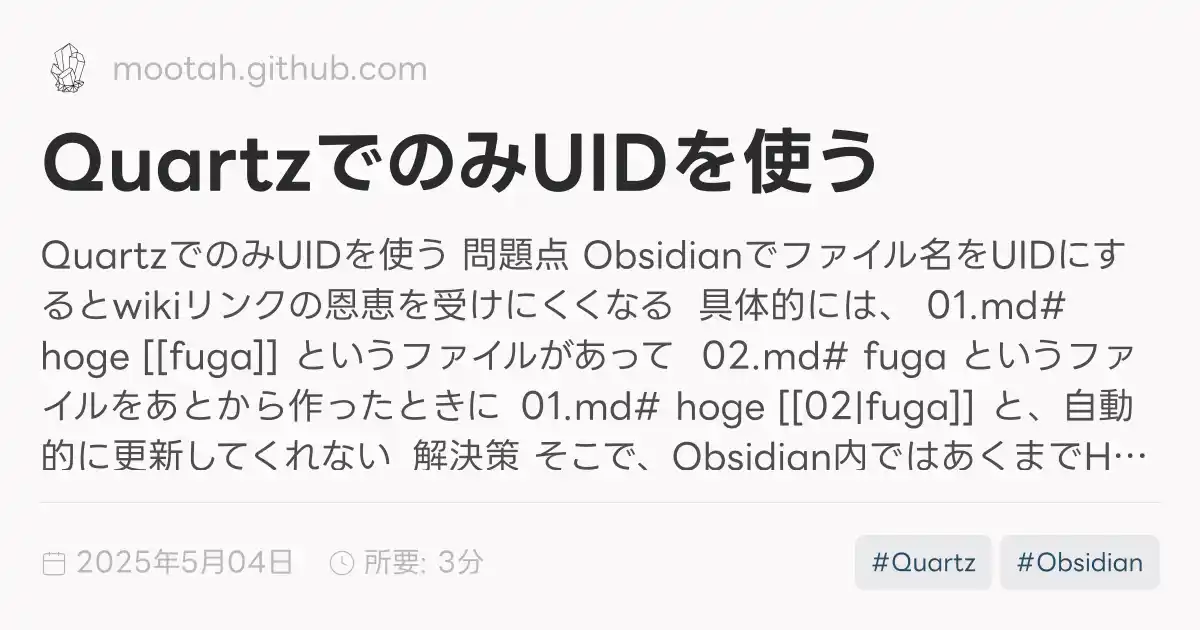 mootah.github.com
QuartzでのみUIDを使う
QuartzでのみUIDを使う 問題点 Obsidianでファイル名をUIDにす
るとwikiリンクの恩恵を受けにくくなる 具体的には、 01.md#
hoge [[fuga]] というファイルがあって 02.md# fuga というファ
イルをあとから作ったときに 01.md# hoge [[02|fuga]] と、自動
的に更新してくれない 解決策 そこで、Obsidian内ではあくまでH…
2025年5月04日 所要: 3分 #Quartz #Obsidian